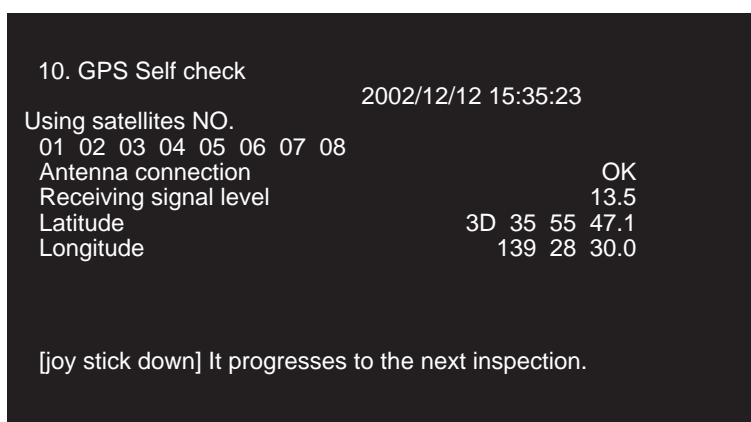 10. GPS Self check
2002/12/12 15:35:23
Using satellites NO.
01 02 03 04 05 06 07 08
Antenna connection OK
Receiving signal level 13.5
Latitude 3D 35 55 47.1
Longitude 139 28 30.0
[joy stick down] It progresses to the next inspection.